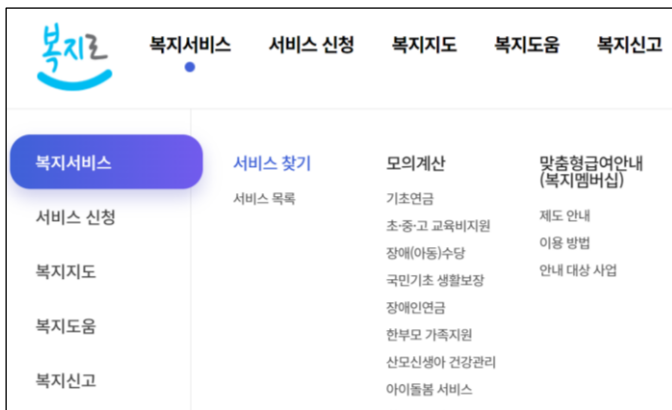 복지로
복지서비스 서비스 신청 복지지도 복지도움 복지신고
복지서비스
서비스 신청
복지지도
복지도움
복지신고
서비스 찾기
서비스 목록
모의계산
기초연금
초·중·고 교육비지원
장애(아동)수당
국민기초 생활보장
장애인연금
한부모 가족지원
산모신생아 건강관리
아이돌봄 서비스
맞춤형급여안내
(복지멤버십)
제도 안내
이용 방법
안내 대상 사업